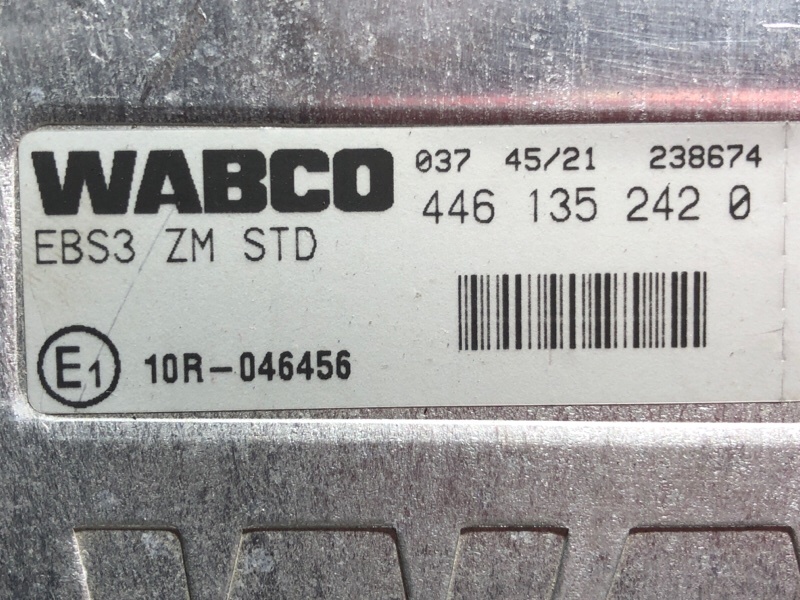 WABCO
037 45/21 238674
446 135 242 0
EBS3 ZM STD
E1 10R-046456